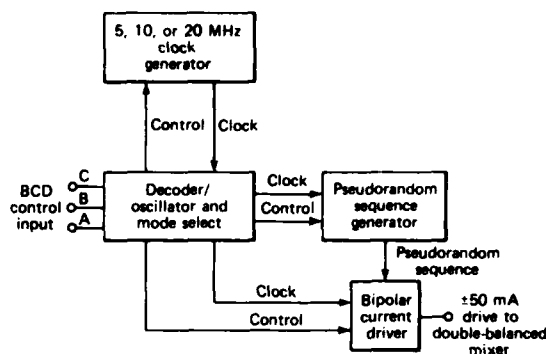 5, 10, or 20 MHz
clock
generator
Control
Clock
BCD
control
input
C
B
A
Decoder/
oscillator and
mode select
Clock
Control
Pseudorandom
sequence
generator
Pseudorandom
sequence
Clock
Control
Bipolar
current
driver
±50 mA
drive to
double-balanced
mixer